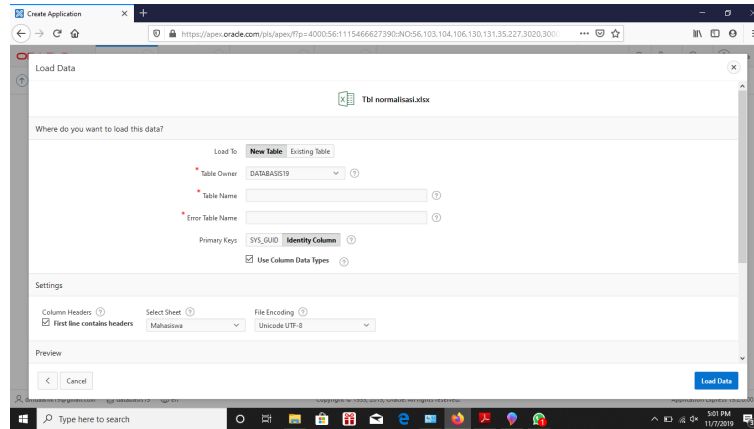 Create Application
https://apex.oracle.com/pls/apex/f?p=4000:56:1115466627390::NO:56,103,104,106,130,131,35,227,3020,300
Load Data
Tbl normalisasi.xlsx
Where do you want to load this data?
Load To New Table Existing Table
* Table Owner DATABASIS19
* Table Name
* Error Table Name
Primary Keys SYS_GUID Identity Column
Use Column Data Types
Settings
Column Headers Select Sheet File Encoding
First line contains headers Mahasiswa Unicode UTF-8
Preview
Cancel Load Data
databasis19 en
Type here to search
5:01 PM
11/7/2019